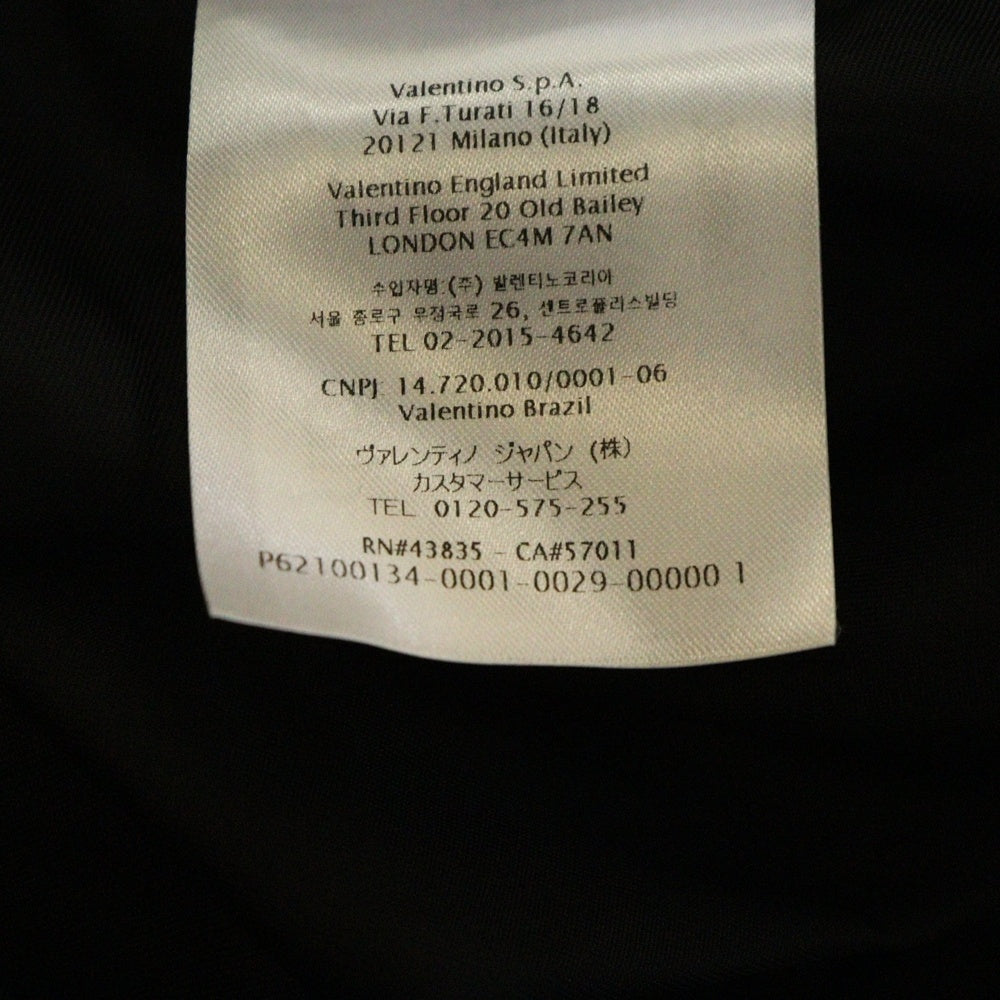 Valentino S.p.A.
Via F.Turati 16/18
20121 Milano (Italy)
Valentino England Limited
Third Floor 20 Old Bailey
LONDON EC4M 7AN
수입자명:(주) 발렌티노코리아
서울 종로구 우정국로 26, 센트로폴리스빌딩
TEL 02-2015-4642
CNPJ: 14.720.010/0001-06
Valentino Brazil
ヴァレンティノ ジャパン (株)
カスタマーサービス
TEL 0120-575-255
RN#43835 - CA#57011
P62100134-0001-0029-00000 1